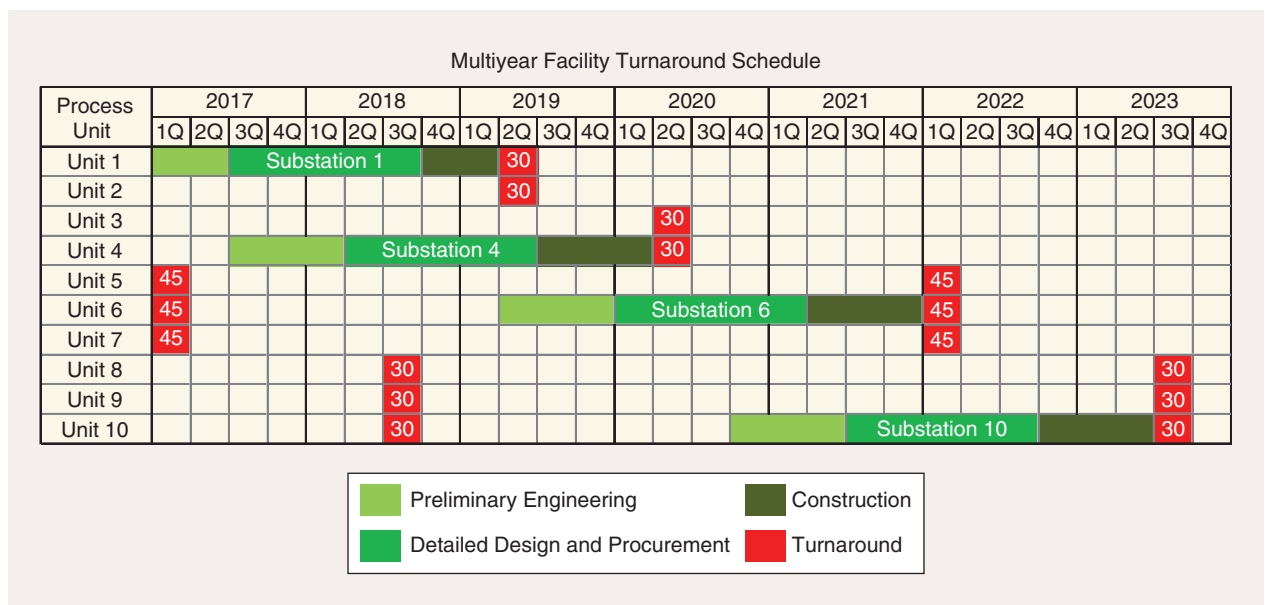 Multiyear Facility Turnaround Schedule
Process Unit 2017 2018 2019 2020 2021 2022 2023
1Q 2Q 3Q 4Q 1Q 2Q 3Q 4Q 1Q 2Q 3Q 4Q 1Q 2Q 3Q 4Q 1Q 2Q 3Q 4Q 1Q 2Q 3Q 4Q 1Q 2Q 3Q 4Q
Unit 1 Substation 1 30
Unit 2 30
Unit 3 30
Unit 4 Substation 4 30
Unit 5 45 45
Unit 6 45 Substation 6 45
Unit 7 45 45
Unit 8 30 30
Unit 9 30 30
Unit 10 30 Substation 10 30
Preliminary Engineering Construction
Detailed Design and Procurement Turnaround